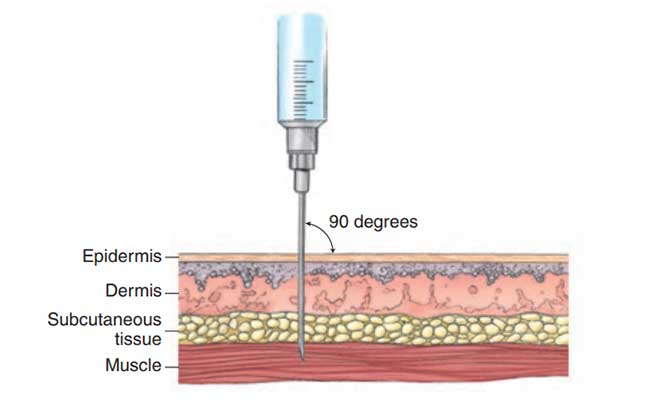 90 degrees
Epidermis
Dermis
Subcutaneous
tissue
Muscle